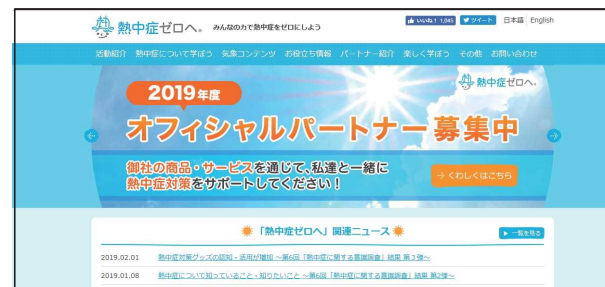 熱中症ゼロへ。 みんなの力で熱中症をゼロにしよう
いいね! 1,045 ツイート 日本語 English
活動紹介 熱中症について学ぼう 気象コンテンツ お役立ち情報 パートナー紹介 楽しく学ぼう その他 お問い合わせ
熱中症ゼロへ。
2019年度
オフィシャルパートナー募集中
御社の商品・サービスを通じて、私達と一緒に
熱中症対策をサポートしてください!
くわしくはこちら
「熱中症ゼロへ」関連ニュース
一覧を見る
2019.02.01 熱中症対策グッズの認知・活用が増加 ~第6回「熱中症に関する意識調査」結果 第3弾~
2019.01.08 熱中症について知っていること・知りたいこと ~第6回「熱中症に関する意識調査」結果 第2弾~